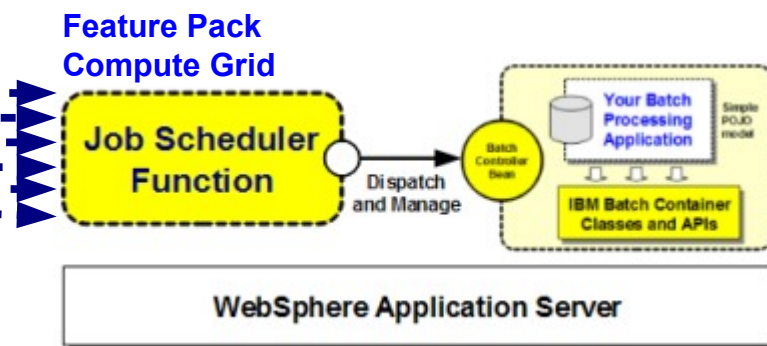 Feature Pack
Compute Grid
Job Scheduler
Function
Dispatch
and Manage
Batch
Controller
Bean
Your Batch
Processing
Application
Simple
POJO
model
IBM Batch Container
Classes and APIs
WebSphere Application Server